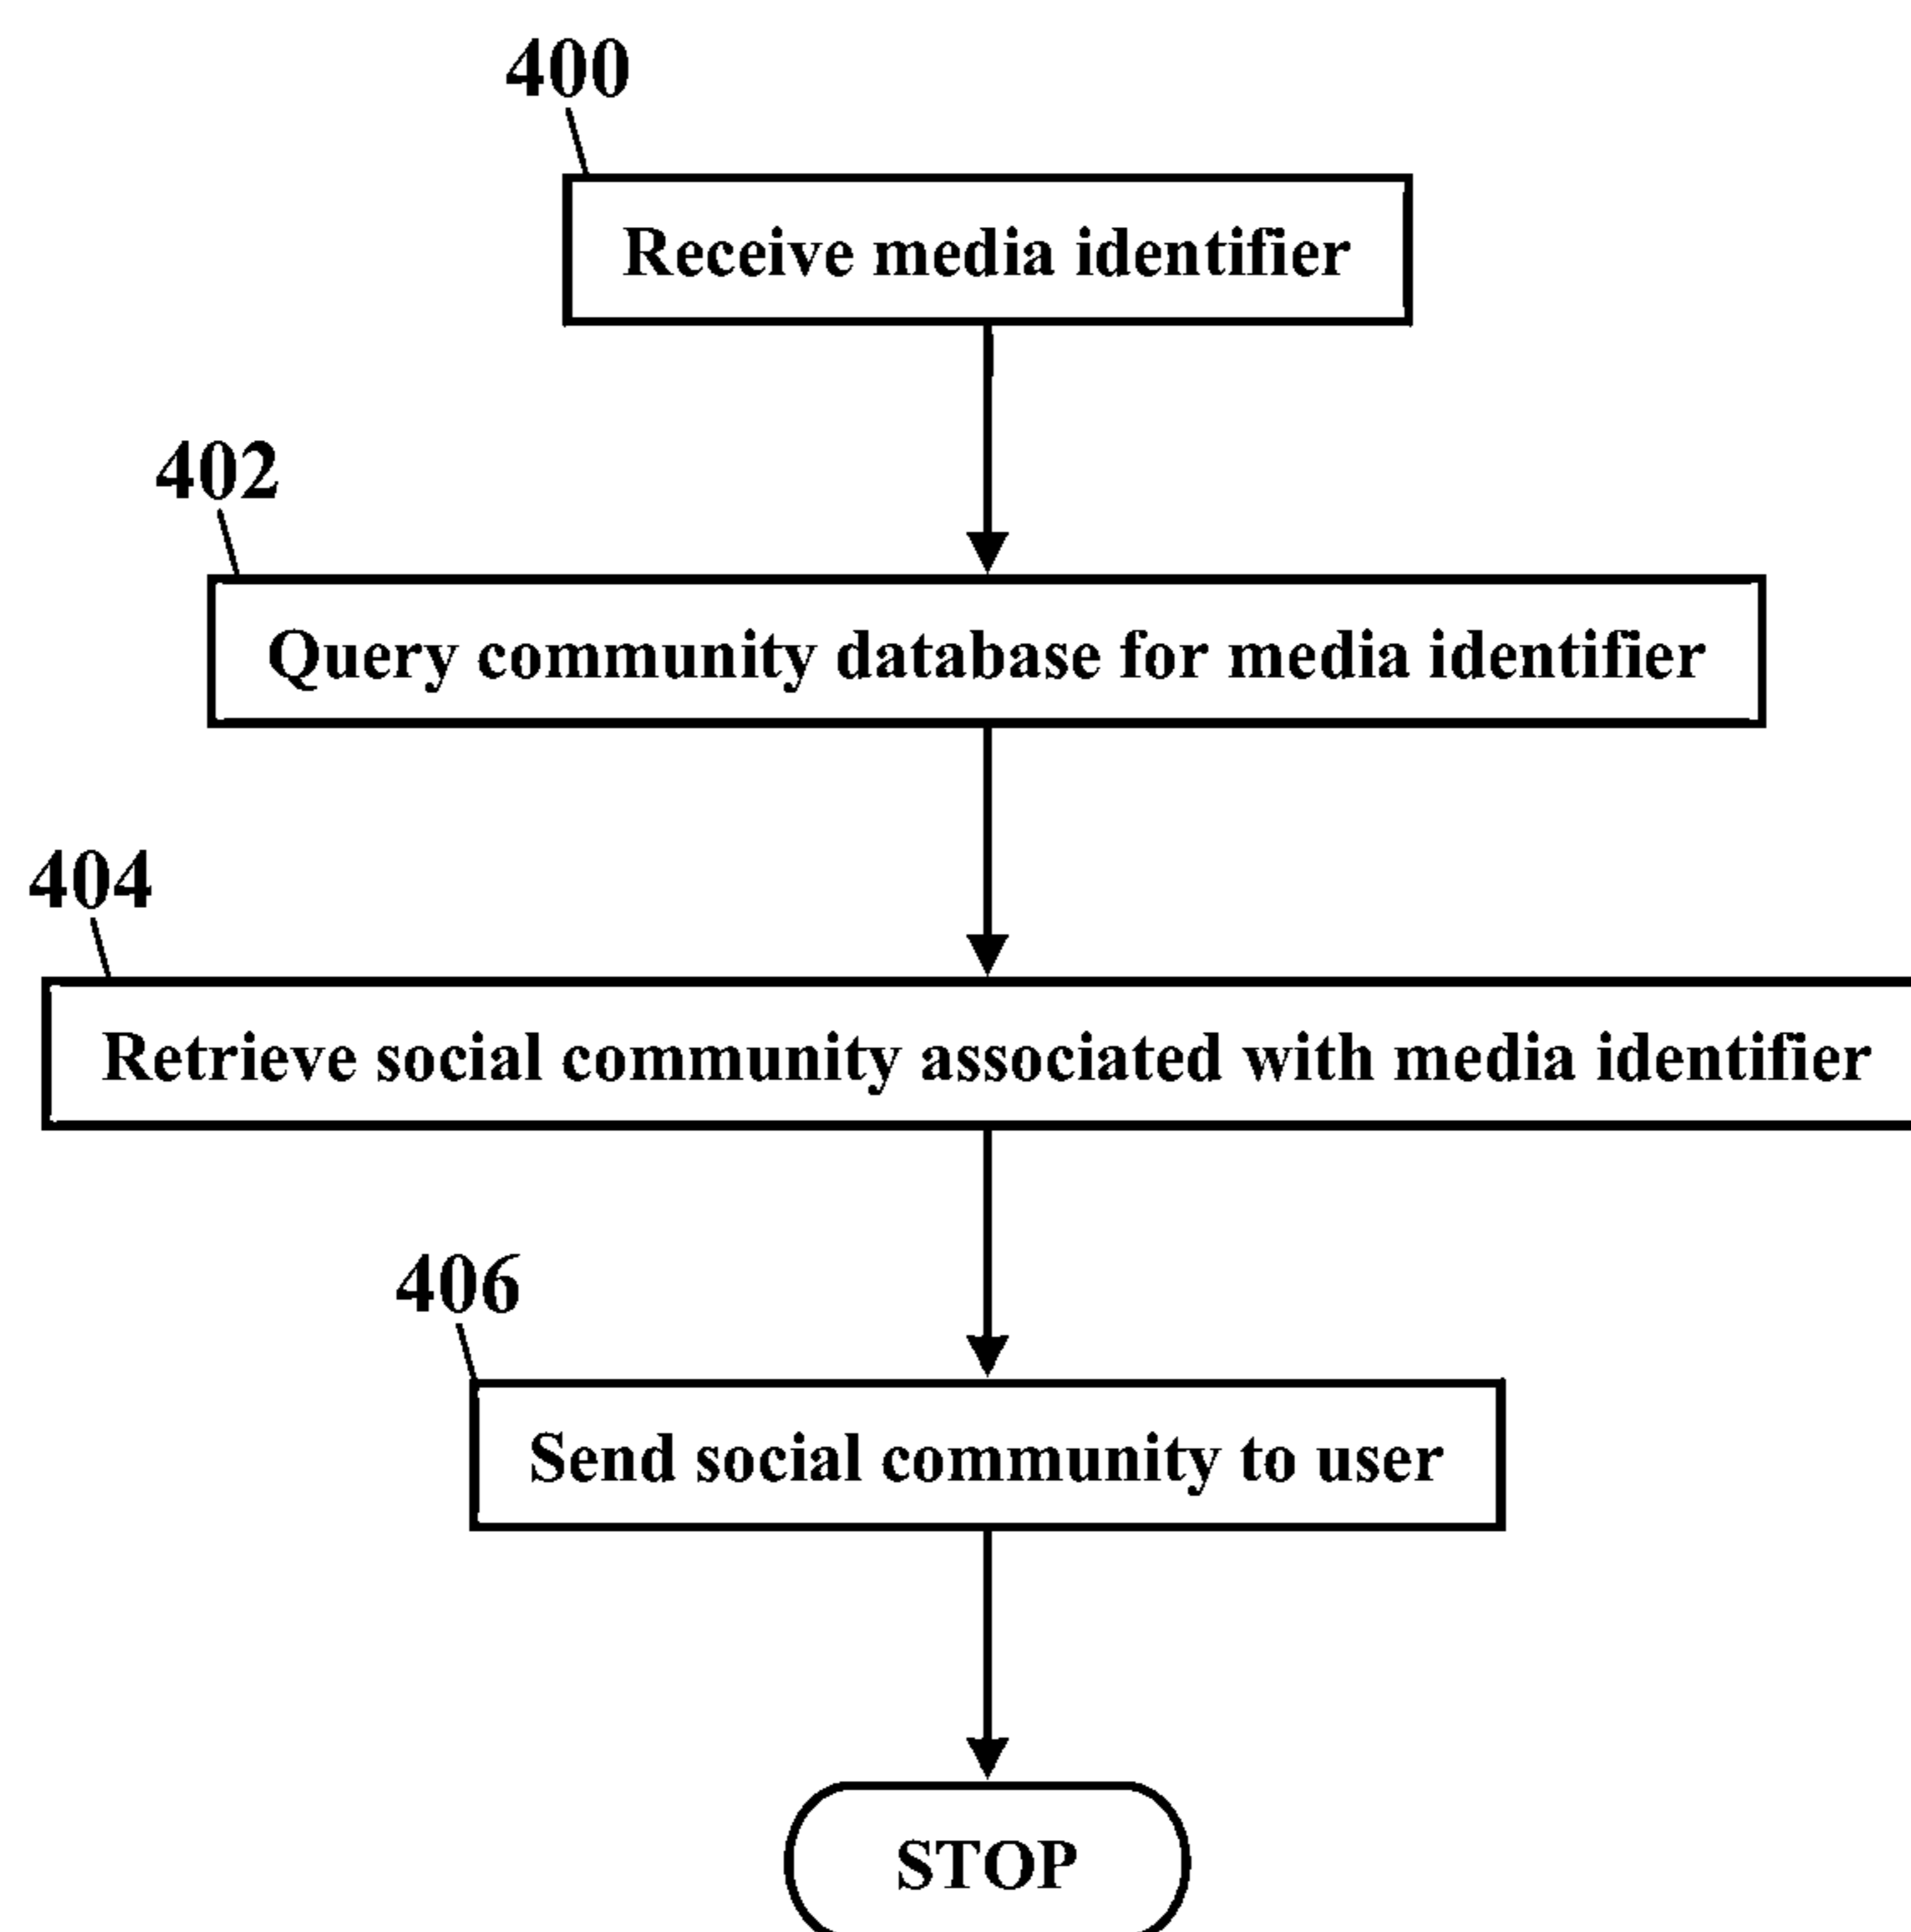 400
Receive media identifier
402
Query community database for media identifier
404
Retrieve social community associated with media identifier
406
Send social community to user
STOP